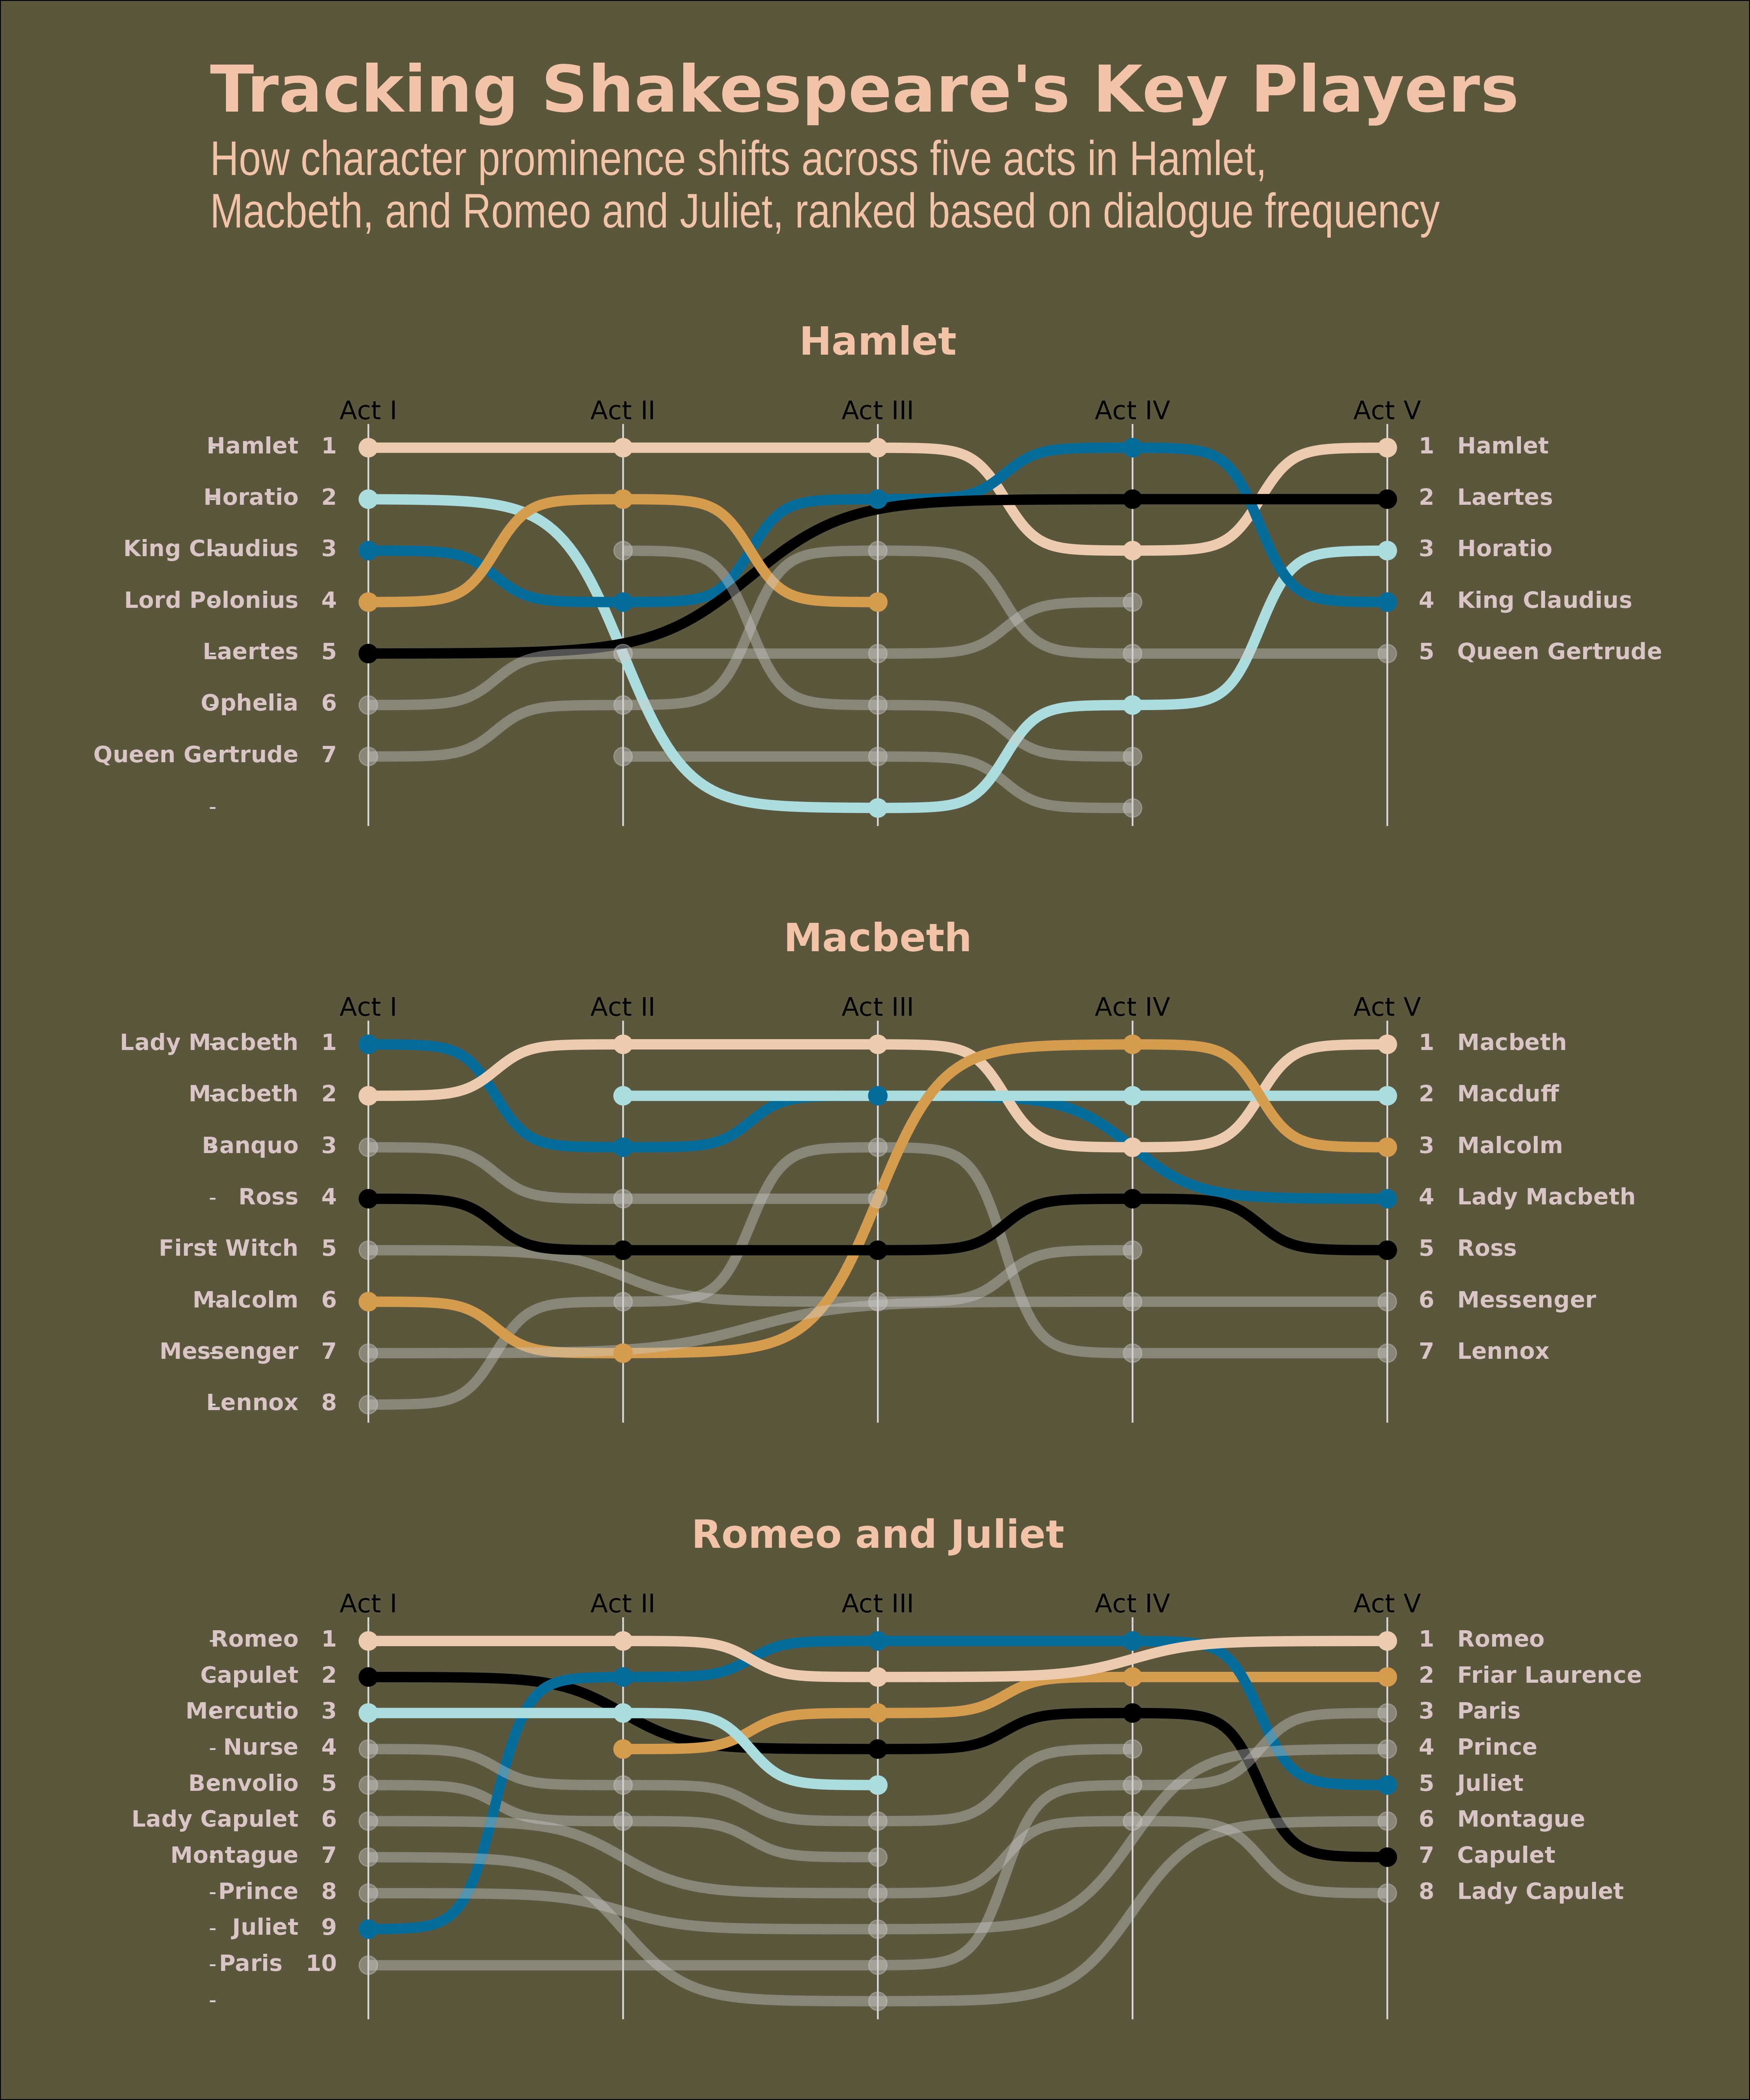 Tracking Shakespeare's Key Players
How character prominence shifts across five acts in Hamlet,
Macbeth, and Romeo and Juliet, ranked based on dialogue frequency
Hamlet
Act I Act II Act III Act IV Act V
Hamlet 1 1 Hamlet
Horatio 2 2 Laertes
King Claudius 3 3 Horatio
Lord Polonius 4 4 King Claudius
Laertes 5 5 Queen Gertrude
Ophelia 6
Queen Gertrude 7
-
Macbeth
Act I Act II Act III Act IV Act V
Lady Macbeth 1 1 Macbeth
Macbeth 2 2 Macduff
Banquo 3 3 Malcolm
- Ross 4 4 Lady Macbeth
First Witch 5 5 Ross
Malcolm 6 6 Messenger
Messenger 7 7 Lennox
Lennox 8
Romeo and Juliet
Act I Act II Act III Act IV Act V
Romeo 1 1 Romeo
Capulet 2 2 Friar Laurence
Mercutio 3 3 Paris
- Nurse 4 4 Prince
Benvolio 5 5 Juliet
Lady Capulet 6 6 Montague
Montague 7 7 Capulet
- Prince 8 8 Lady Capulet
- Juliet 9
- Paris 10
-